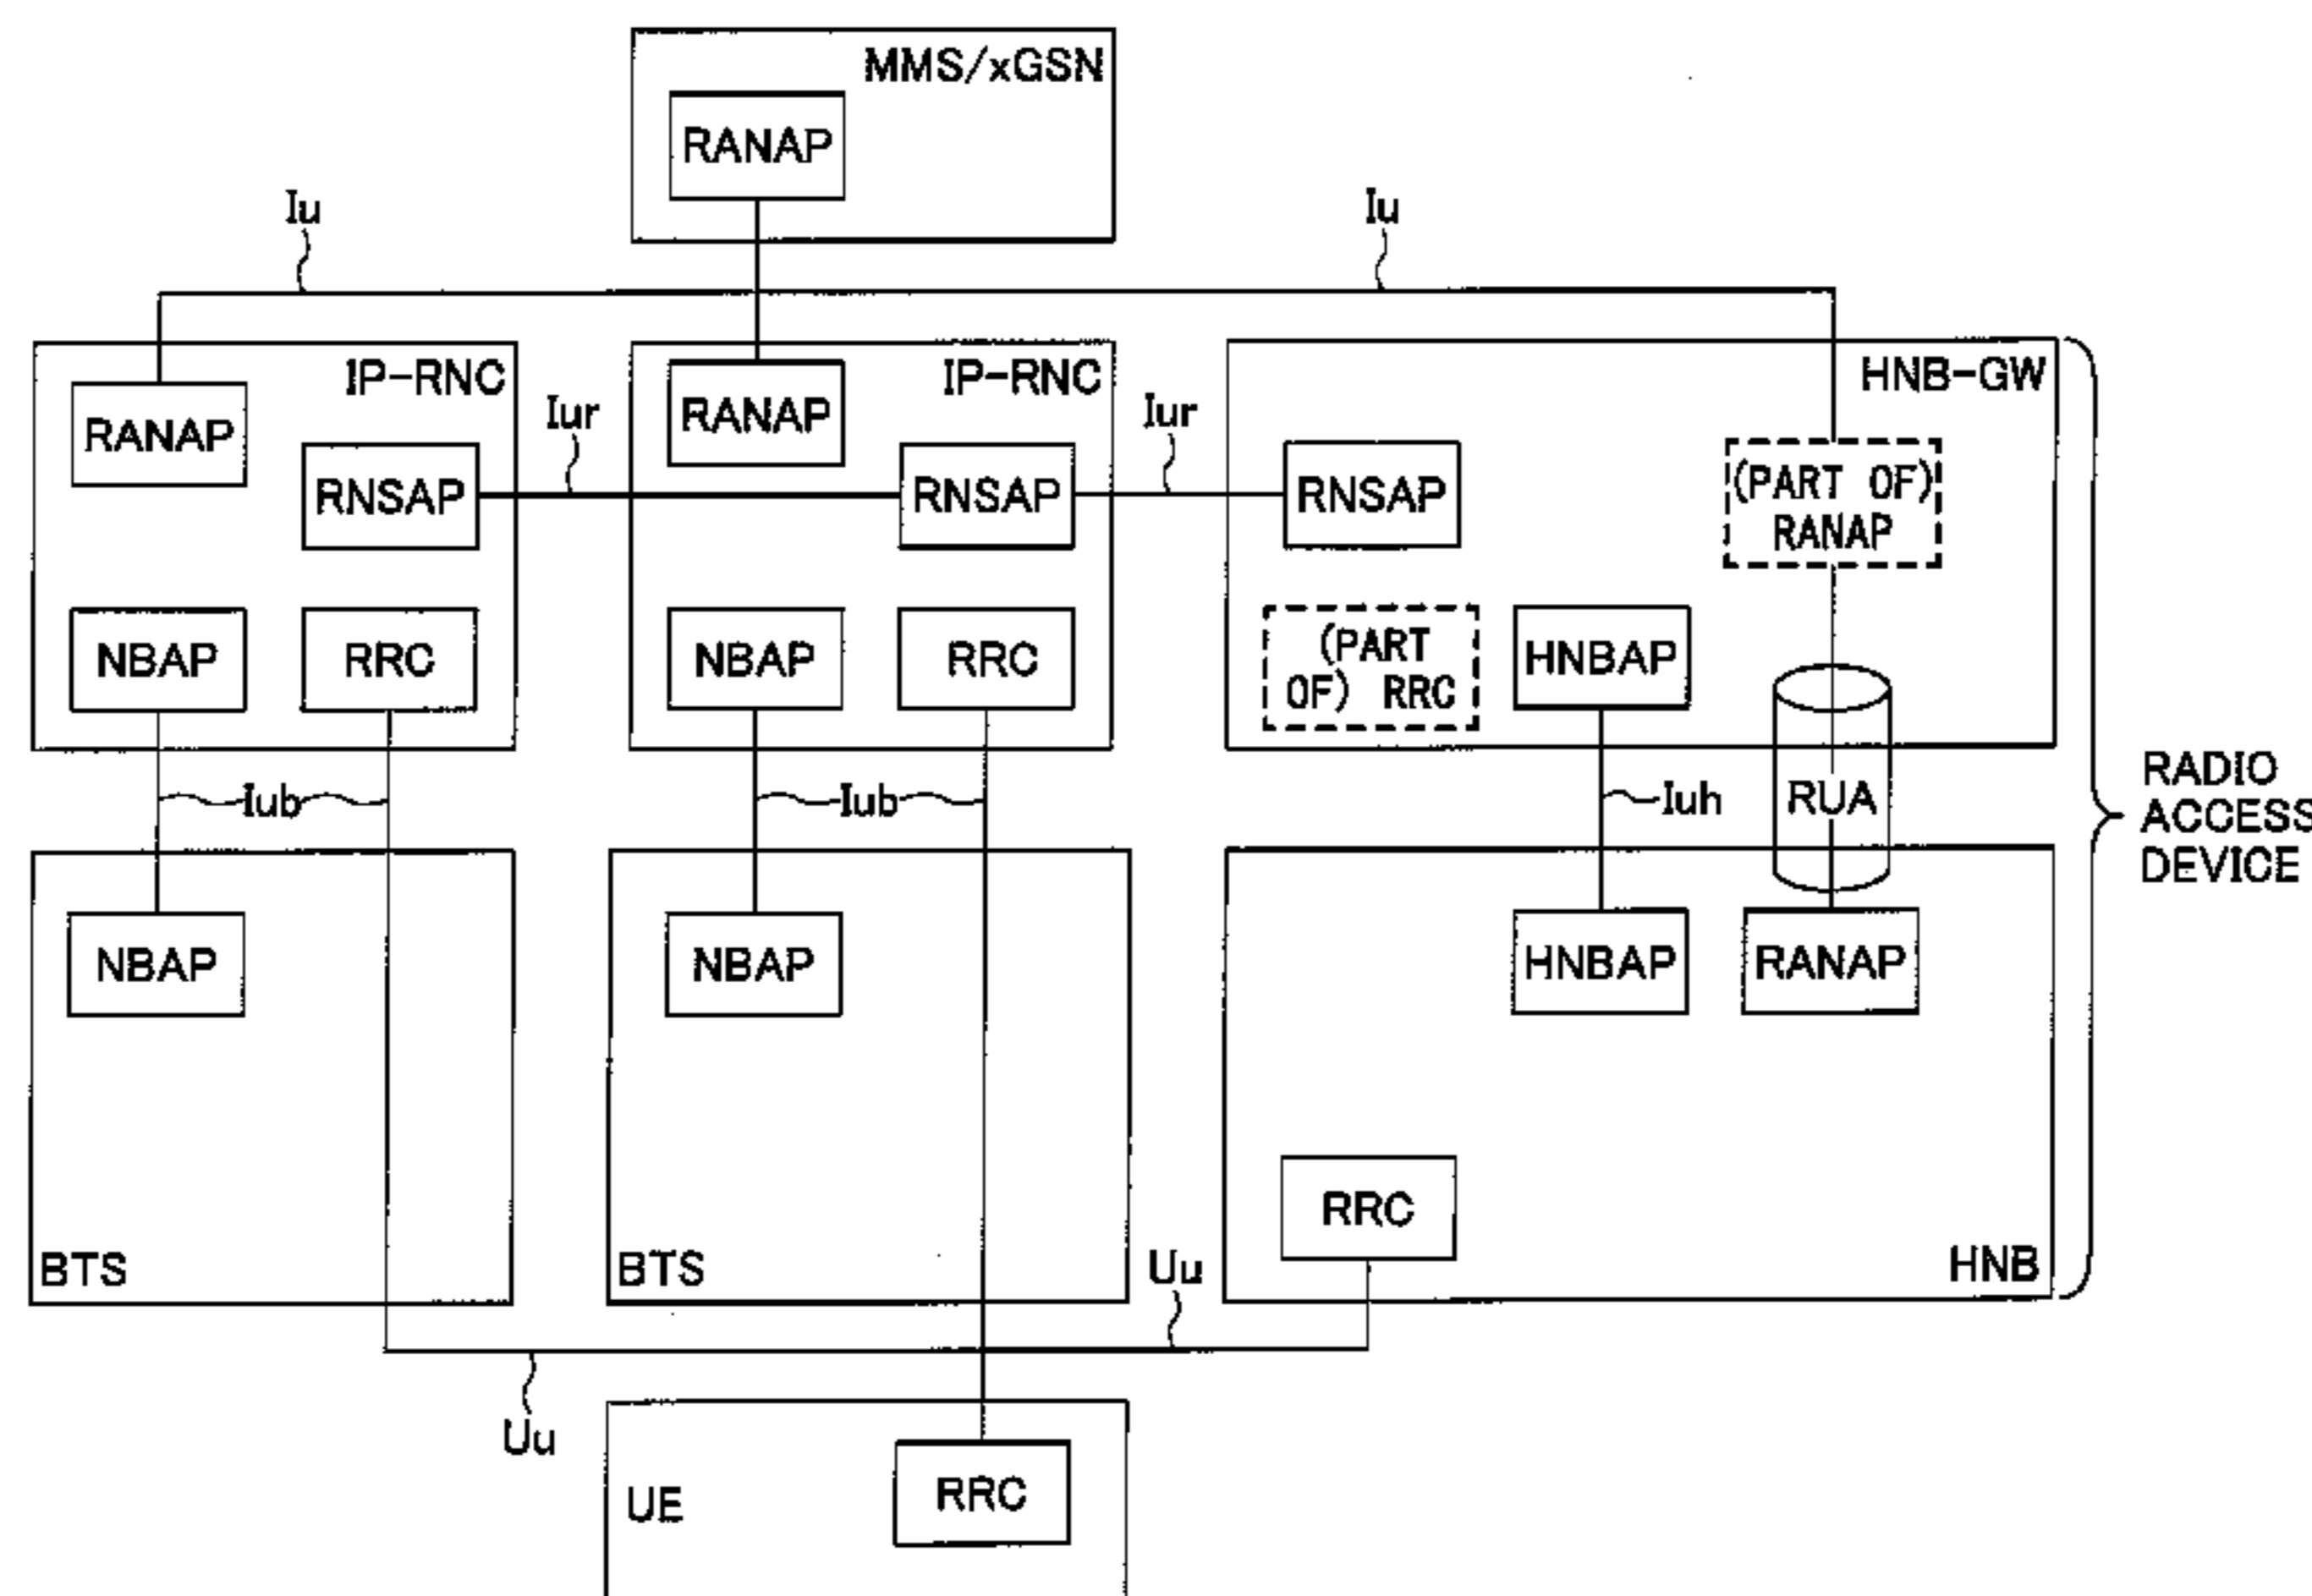 MMS/xGSN
RANAP
Iu
Iu
IP-RNC
RANAP
RNSAP
NBAP
RRC
Iur
IP-RNC
RANAP
RNSAP
NBAP
RRC
Iur
HNB-GW
RNSAP
(PART OF)
RANAP
(PART
OF) RRC
HNBAP
Iub
Iub
Iuh
RUA
RADIO
ACCESS
DEVICE
NBAP
BTS
NBAP
BTS
HNBAP
RANAP
RRC
HNB
Uu
Uu
UE
RRC